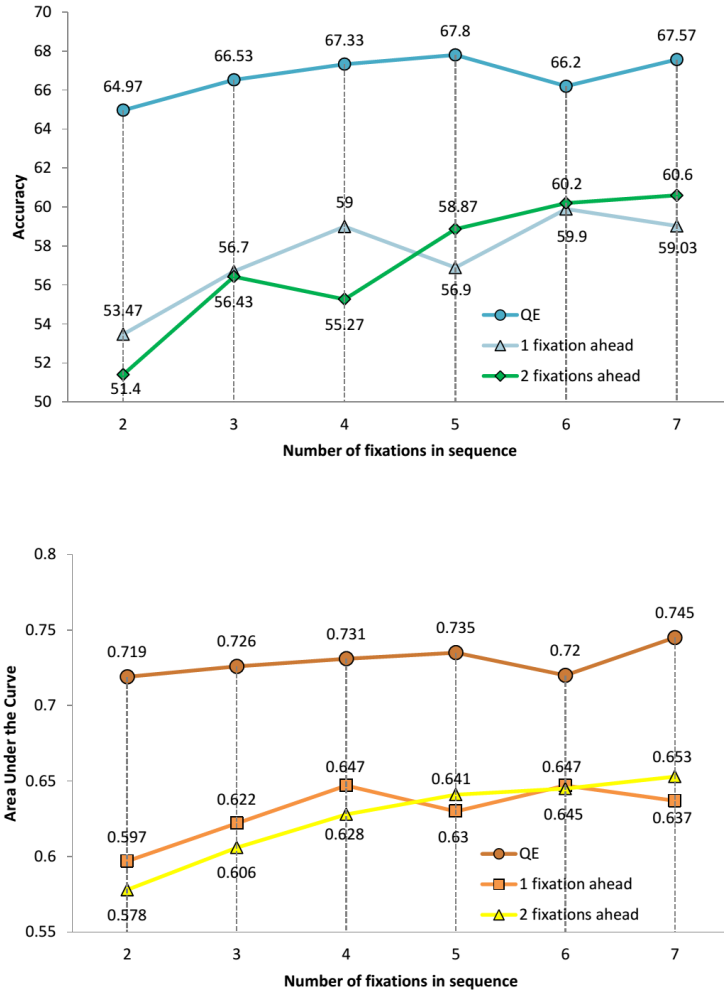 70
67.8
67.57
67.33
68
66.53
66.2
64.97
66
64
62
60.6
60.2
59
58.87
60
Accuracy
58
56.7
59.9
59.03
56
56.9
53.47
56.43
55.27
54
QE
1 fixation ahead
52
2 fixations ahead
51.4
50
2 3 4 5 6 7
Number of fixations in sequence
0.8
0.745
0.75
0.719 0.726 0.731 0.735 0.72
0.7
Area Under the Curve
0.647 0.641 0.647 0.653
0.65
0.622
0.597
0.628 0.63 0.645 0.637
0.6
0.606
QE
0.578
1 fixation ahead
2 fixations ahead
0.55
2 3 4 5 6 7
Number of fixations in sequence